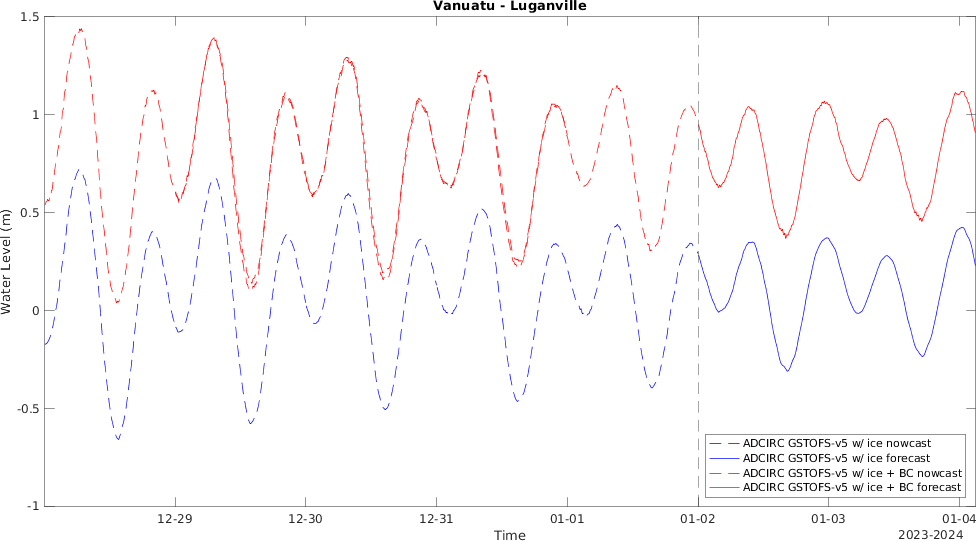 Vanuatu - Luganville
1.5
1
0.5
0
-0.5
-1
Water Level (m)
12-29
12-30
12-31
01-01
01-02
01-03
01-04
Time
2023-2024
ADCIRC GSTOFS-v5 w/ ice nowcast
ADCIRC GSTOFS-v5 w/ ice forecast
ADCIRC GSTOFS-v5 w/ ice + BC nowcast
ADCIRC GSTOFS-v5 w/ ice + BC forecast